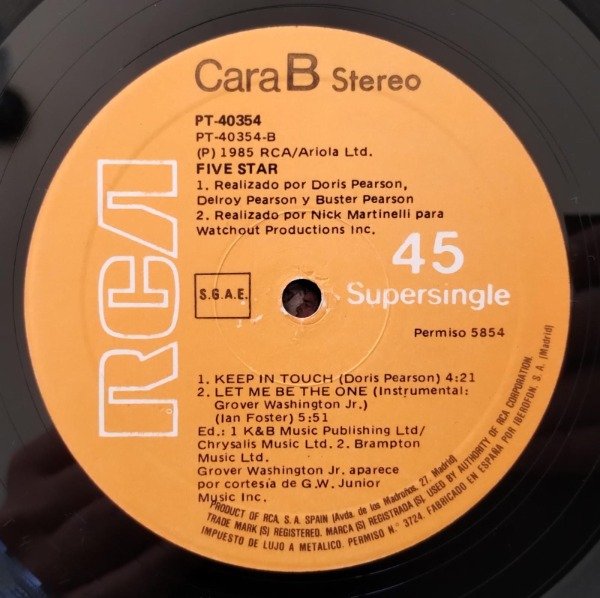 Cara B Stereo
PT-40354
PT-40354-B
(P) 1985 RCA/Ariola Ltd.
FIVE STAR
1. Realizado por Doris Pearson,
Delroy Pearson y Buster Pearson
2. Realizado por Nick Martinelli para
Watchout Productions Inc.
RCA
S.G.A.E.
45
Supersingle
Permiso 5854
1. KEEP IN TOUCH (Doris Pearson) 4:21
2. LET ME BE THE ONE (Instrumental:
Grover Washington Jr.)
(Ian Foster) 5:51
Ed.: 1 K&B Music Publishing Ltd/
Chrysalis Music Ltd. 2. Brampton
Music Ltd.
Grover Washington Jr. aparece
por cortesía de G.W. Junior
Music Inc.
PRODUCT OF RCA, S. A. SPAIN (Avda. de los Madroños, 27. Madrid)
TRADE MARK (S) REGISTERED. MARCA (S) REGISTRADA (S). USED BY AUTHORITY OF RCA CORPORATION.
IMPUESTO DE LUJO A METALICO. PERMISO N.º 3724. FABRICADO EN ESPAÑA POR IBEROFON, S. A. (Madrid)